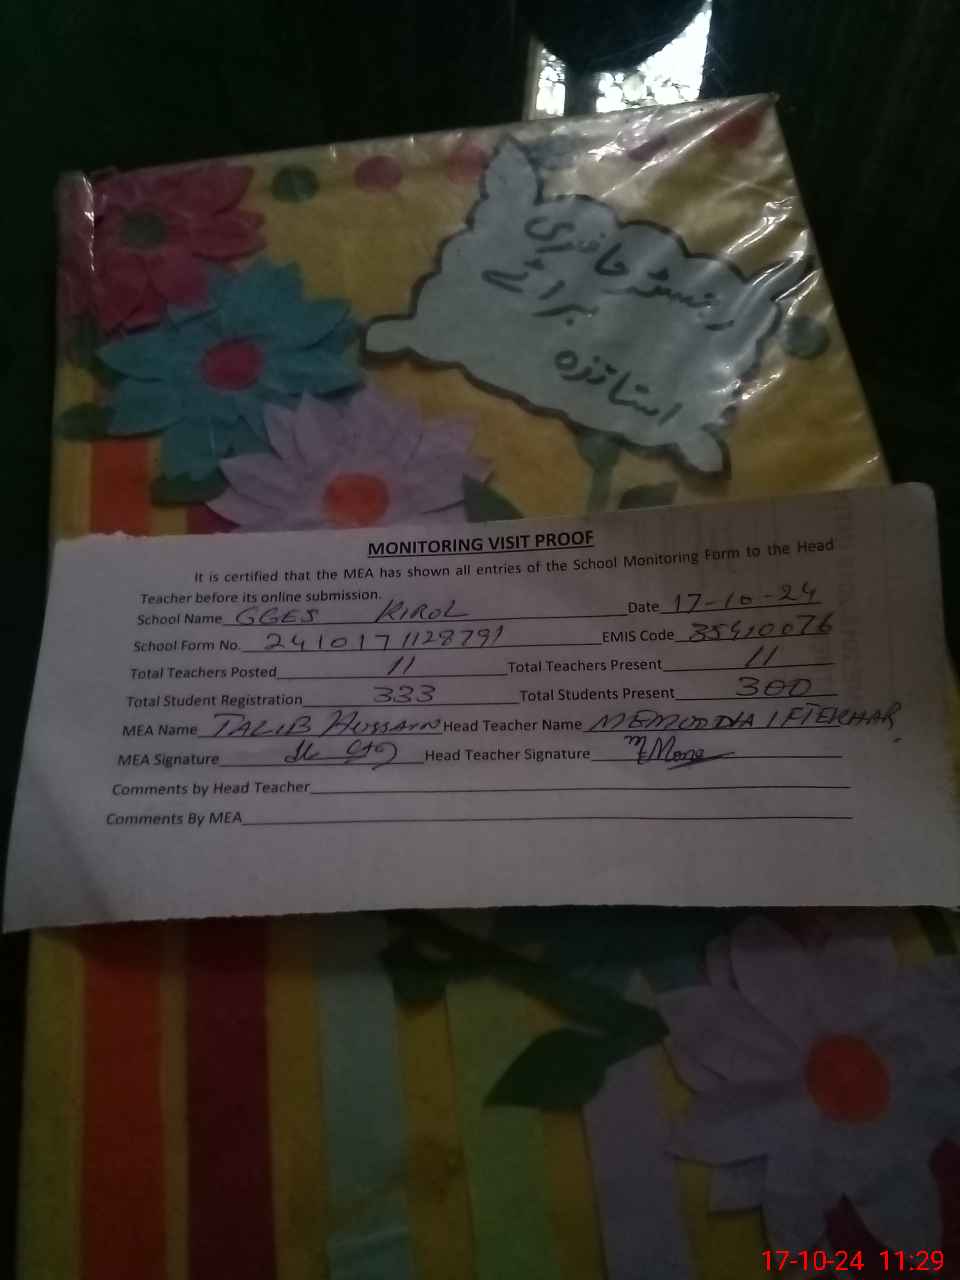 رجسٹر حاضری
برائے
اساتذہ
MONITORING VISIT PROOF
It is certified that the MEA has shown all entries of the School Monitoring Form to the Head
Teacher before its online submission.
School Name GGES KIROL Date 17-10-24
School Form No. 2410171128791 EMIS Code 35410076
Total Teachers Posted 11 Total Teachers Present 11
Total Student Registration 333 Total Students Present 300
MEA Name TALIB HUSSAIN Head Teacher Name IFTEKHAR
MEA Signature Head Teacher Signature
Comments by Head Teacher
Comments By MEA
17-10-24 11:29